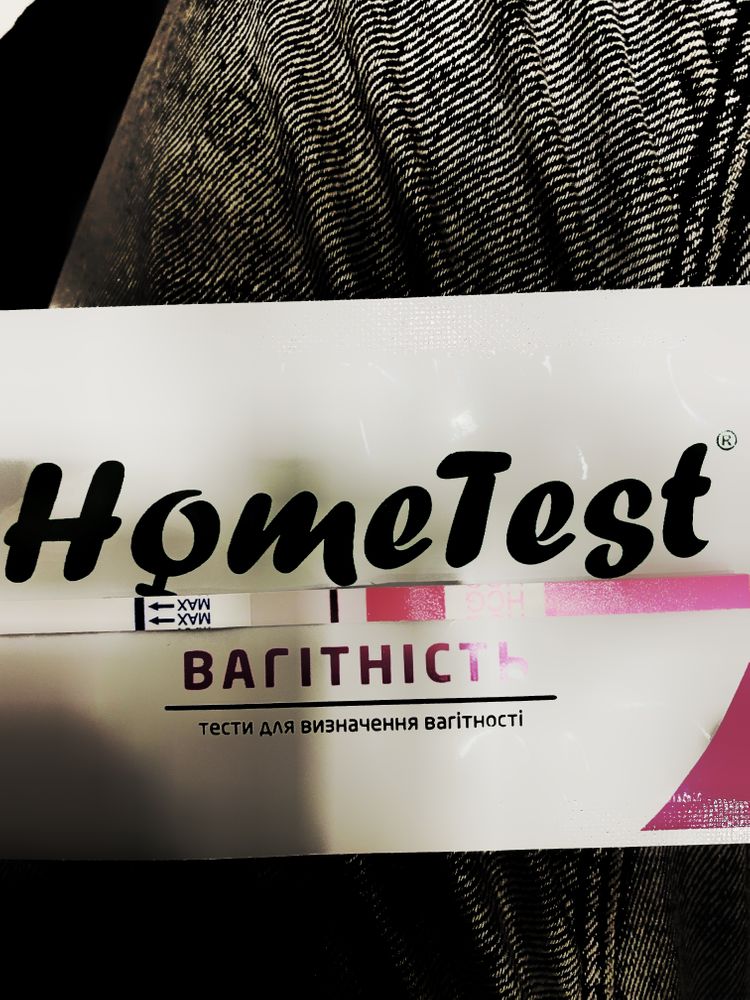 HomeTest®
MAX
MAX
HCG
ВАГІТНІСТЬ
тести для визначення вагітності